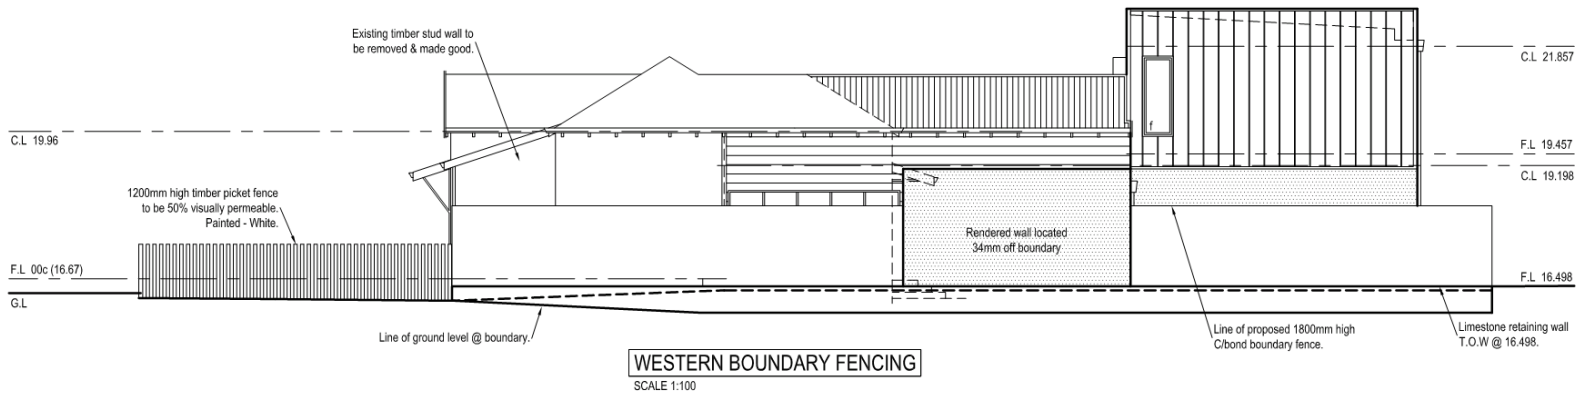 Existing timber stud wall to
be removed & made good.
C.L 21.857
C.L 19.96
f
F.L 19.457
C.L 19.198
1200mm high timber picket fence
to be 50% visually permeable.
Painted - White.
Rendered wall located
34mm off boundary
F.L 00c (16.67)
F.L 16.498
G.L
Line of ground level @ boundary.
Line of proposed 1800mm high
C/bond boundary fence.
Limestone retaining wall
T.O.W @ 16.498.
WESTERN BOUNDARY FENCING
SCALE 1:100